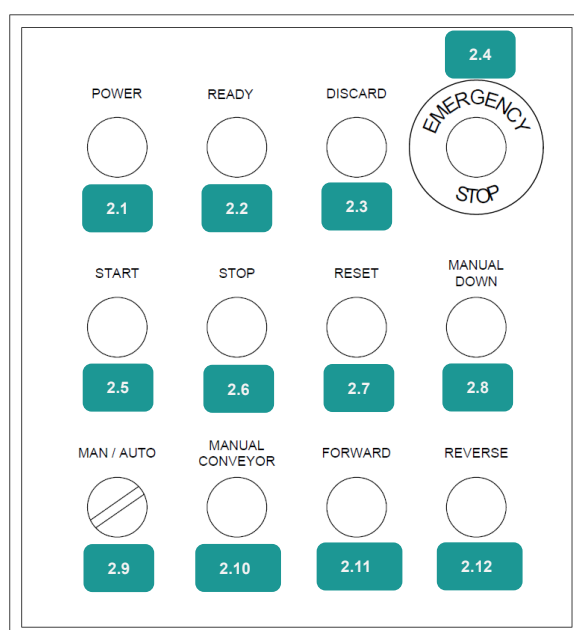 2.4
POWER
READY
DISCARD
EMERGENCY
STOP
2.1
2.2
2.3
START
STOP
RESET
MANUAL
DOWN
2.5
2.6
2.7
2.8
MAN / AUTO
MANUAL
CONVEYOR
FORWARD
REVERSE
2.9
2.10
2.11
2.12